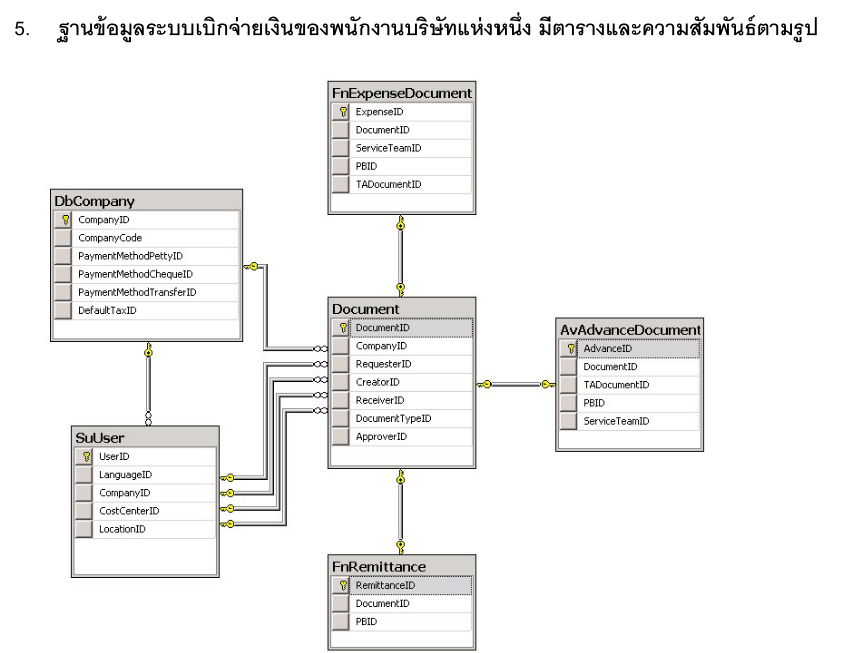 5. ฐานข้อมูลระบบเบิกจ่ายเงินของพนักงานบริษัทแห่งหนึ่ง มีตารางและความสัมพันธ์ตามรูป
FnExpenseDocument
ExpenseID
DocumentID
ServiceTeamID
PBID
TADocumentID
DbCompany
CompanyID
CompanyCode
PaymentMethodPettyID
PaymentMethodChequeID
PaymentMethodTransferID
DefaultTaxID
Document
DocumentID
CompanyID
RequesterID
CreatorID
ReceiverID
DocumentTypeID
ApproverID
AvAdvanceDocument
AdvanceID
DocumentID
TADocumentID
PBID
ServiceTeamID
SuUser
UserID
LanguageID
CompanyID
CostCenterID
LocationID
FnRemittance
RemittanceID
DocumentID
PBID